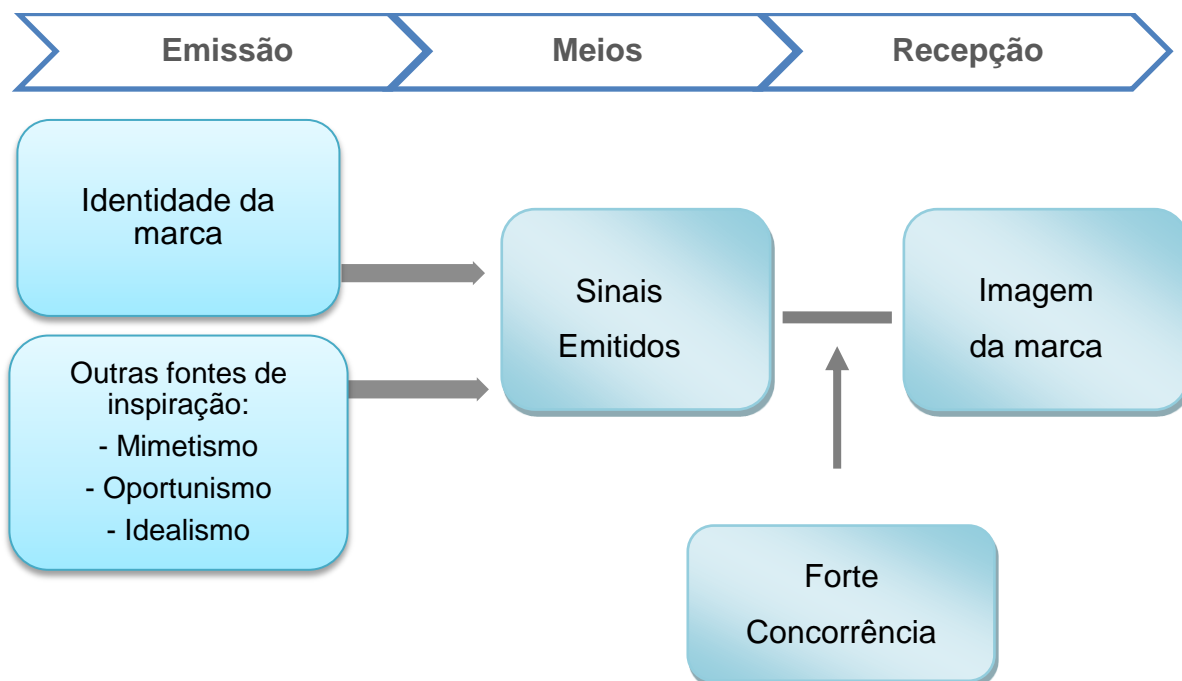 Emissão
Meios
Recepção
Identidade da
marca
Outras fontes de
inspiração:
- Mimetismo
- Oportunismo
- Idealismo
Sinais
Emitidos
Imagem
da marca
Forte
Concorrência